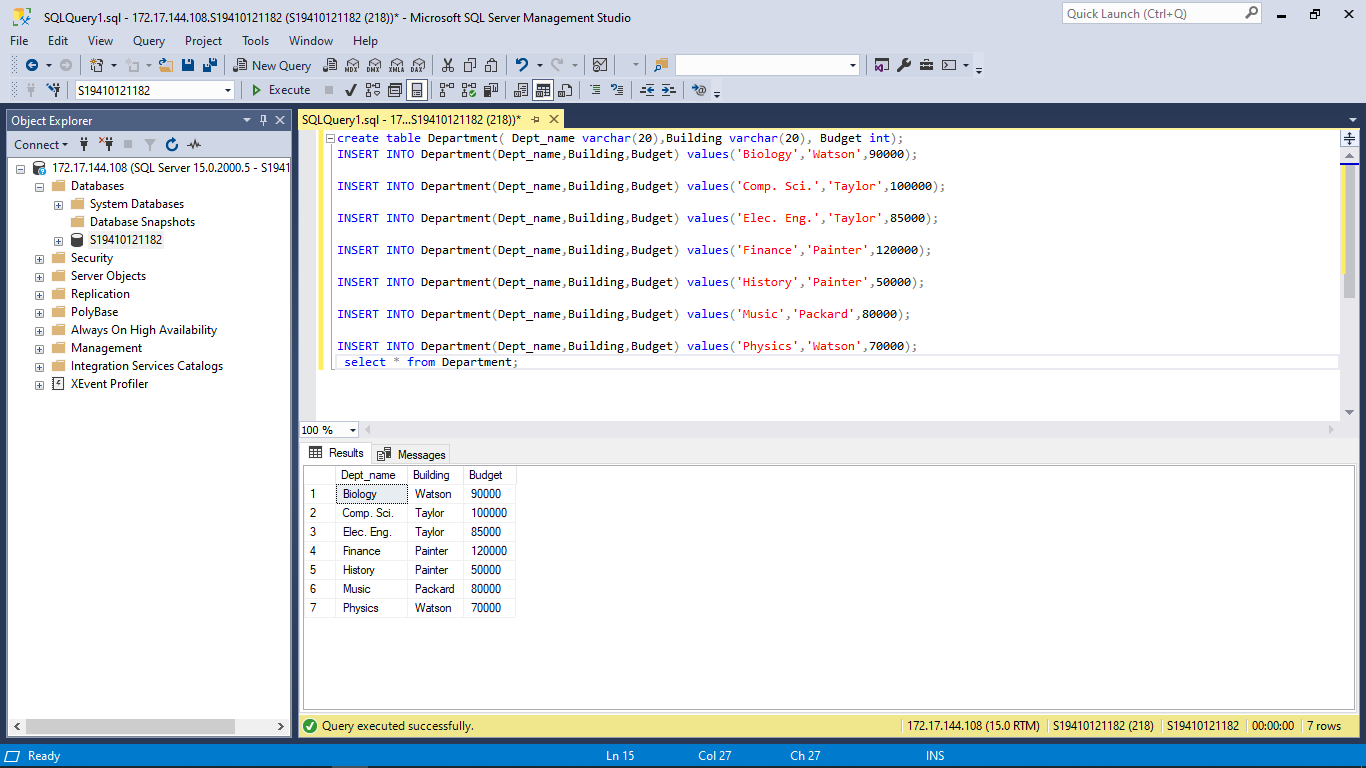 SQLQuery1.sql - 172.17.144.108.S19410121182 (S19410121182 (218))* - Microsoft SQL Server Management Studio
Quick Launch (Ctrl+Q)
File Edit View Query Project Tools Window Help
New Query MDX DMX XMLA DAX
S19410121182 Execute
Object Explorer
Connect
172.17.144.108 (SQL Server 15.0.2000.5 - S1941
Databases
System Databases
Database Snapshots
S19410121182
Security
Server Objects
Replication
PolyBase
Always On High Availability
Management
Integration Services Catalogs
XEvent Profiler
SQLQuery1.sql - 17...S19410121182 (218))*
create table Department( Dept_name varchar(20),Building varchar(20), Budget int);
INSERT INTO Department(Dept_name,Building,Budget) values('Biology','Watson',90000);
INSERT INTO Department(Dept_name,Building,Budget) values('Comp. Sci.','Taylor',100000);
INSERT INTO Department(Dept_name,Building,Budget) values('Elec. Eng.','Taylor',85000);
INSERT INTO Department(Dept_name,Building,Budget) values('Finance','Painter',120000);
INSERT INTO Department(Dept_name,Building,Budget) values('History','Painter',50000);
INSERT INTO Department(Dept_name,Building,Budget) values('Music','Packard',80000);
INSERT INTO Department(Dept_name,Building,Budget) values('Physics','Watson',70000);
select * from Department;
100 %
Results Messages
Dept_name Building Budget
1 Biology Watson 90000
2 Comp. Sci. Taylor 100000
3 Elec. Eng. Taylor 85000
4 Finance Painter 120000
5 History Painter 50000
6 Music Packard 80000
7 Physics Watson 70000
Query executed successfully. 172.17.144.108 (15.0 RTM) S19410121182 (218) S19410121182 00:00:00 7 rows
Ready Ln 15 Col 27 Ch 27 INS